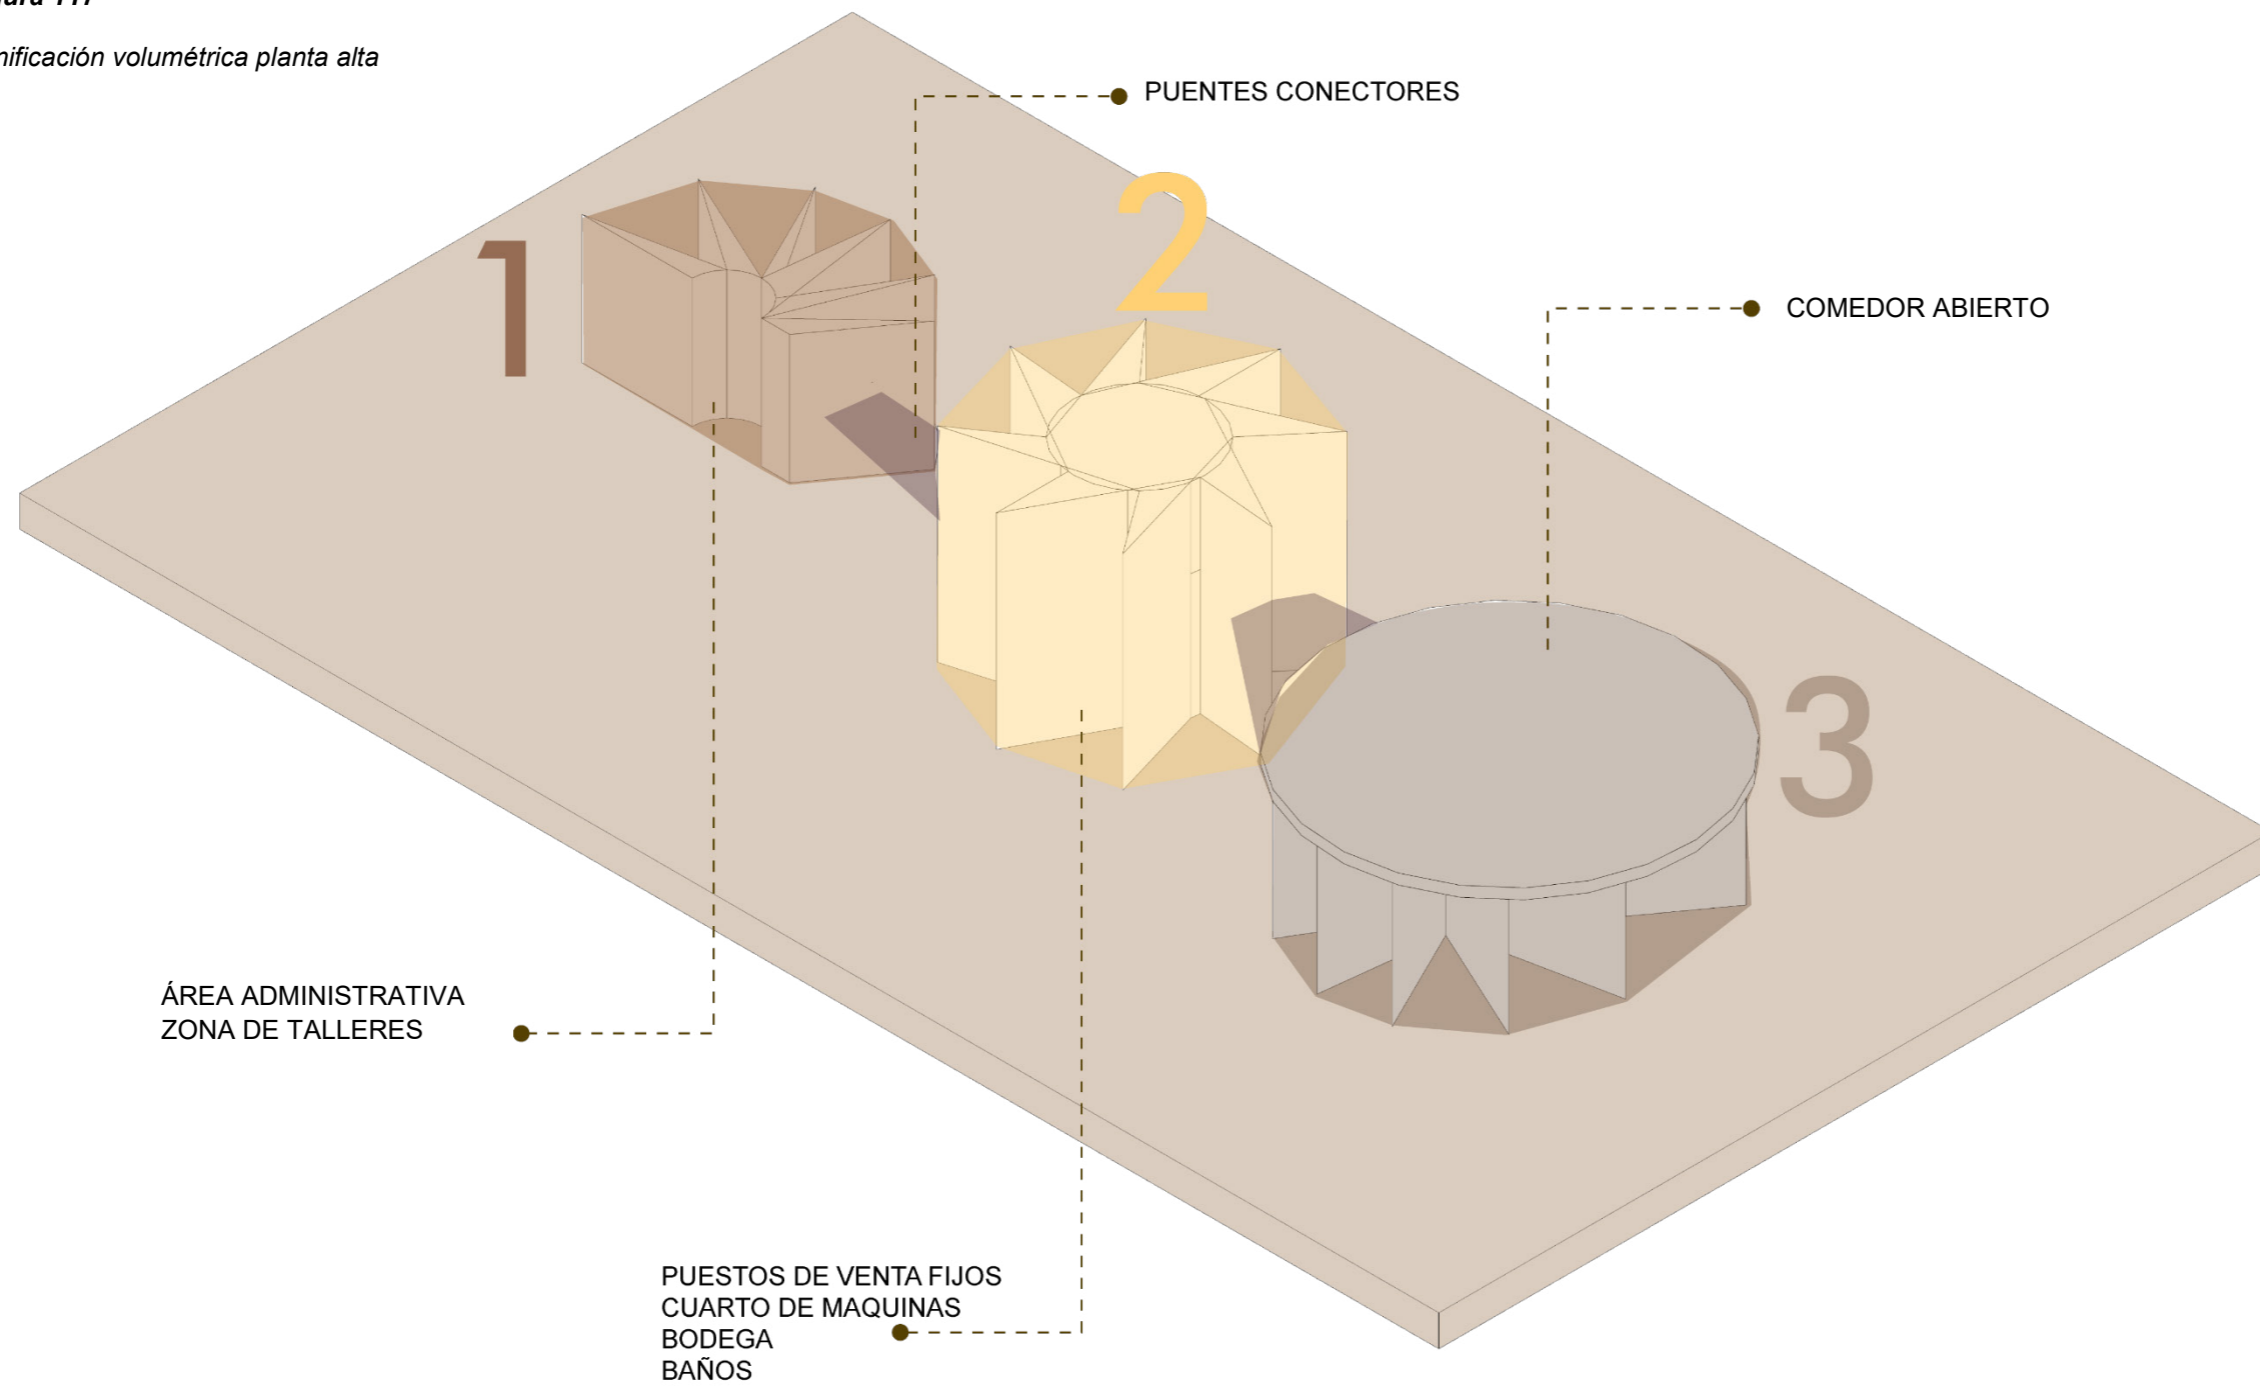 nificación volumétrica planta alta
PUENTES CONECTORES
1
2
COMEDOR ABIERTO
3
ÁREA ADMINISTRATIVA
ZONA DE TALLERES
PUESTOS DE VENTA FIJOS
CUARTO DE MAQUINAS
BODEGA
BAÑOS